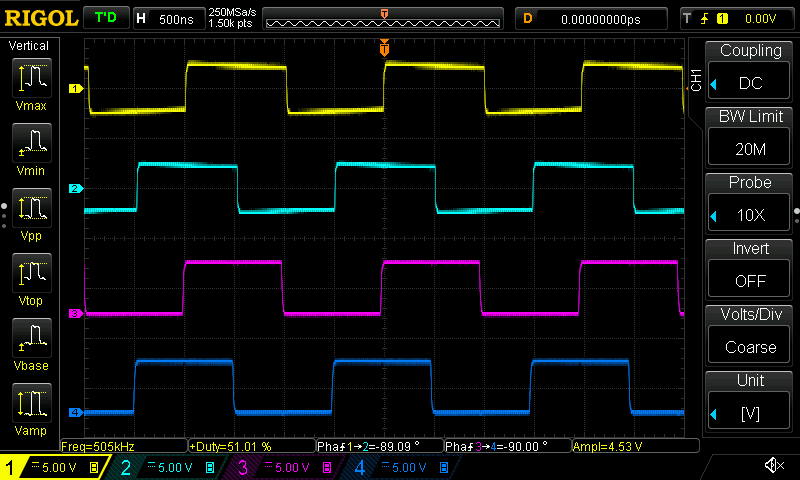 RIGOL T'D H 500ns 250MSa/s 1.50k pts T D 0.00000000ps T 1 0.00V
Vertical
Vmax
Vmin
Vpp
Vtop
Vbase
Vamp
T
1
2
3
4
CH1
Coupling
DC
BW Limit
20M
Probe
10X
Invert
OFF
Volts/Div
Coarse
Unit
[V]
Freq=505kHz +Duty=51.01 % Pha1→2=-89.09 ° Pha3→4=-90.00 ° Ampl=4.53 V
1 5.00 V B 2 5.00 V B 3 5.00 V B 4 5.00 V B